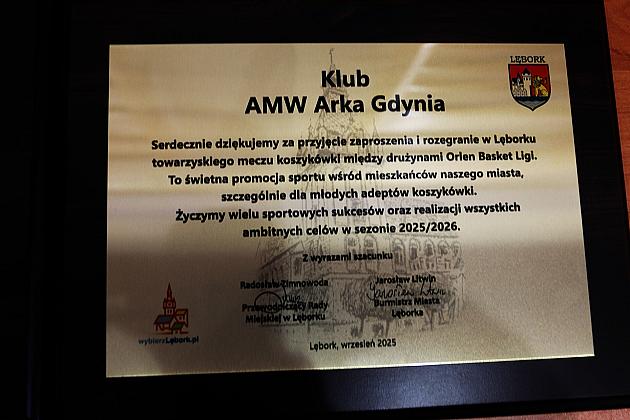 LĘBORK
Klub
AMW Arka Gdynia
Serdecznie dziękujemy za przyjęcie zaproszenia i rozegranie w Lęborku
towarzyskiego meczu koszykówki między drużynami Orlen Basket Ligi.
To świetna promocja sportu wśród mieszkańców naszego miasta,
szczególnie dla młodych adeptów koszykówki.
Życzymy wielu sportowych sukcesów oraz realizacji wszystkich
ambitnych celów w sezonie 2025/2026.
Z wyrazami szacunku
Radosław Zimnowoda
Przewodniczący Rady
Miejskiej w Lęborku
Jarosław Litwin
Burmistrz Miasta
Lęborka
wybierzLębork.pl
Lębork, wrzesień 2025